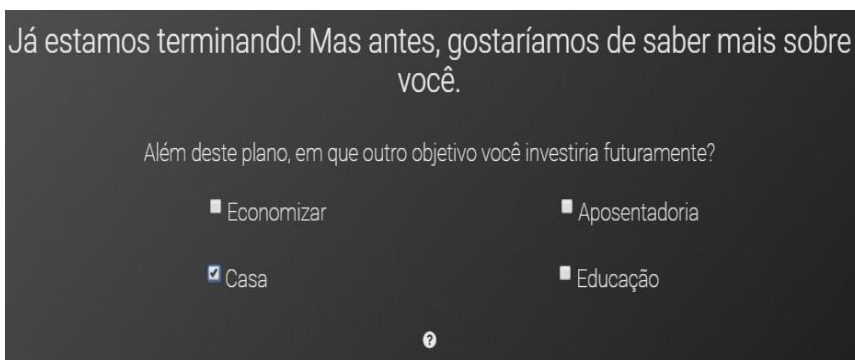 Já estamos terminando! Mas antes, gostaríamos de saber mais sobre
você.
Além deste plano, em que outro objetivo você investiria futuramente?
Economizar
Aposentadoria
Casa
Educação
?